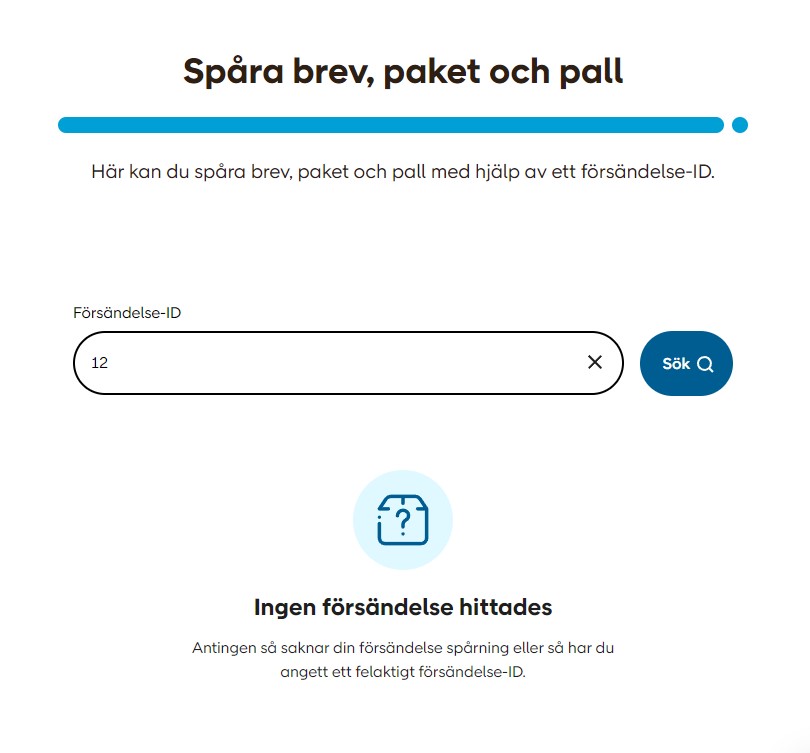 Spåra brev, paket och pall
Här kan du spåra brev, paket och pall med hjälp av ett försändelse-ID.
Försändelse-ID
12
Sök
?
Ingen försändelse hittades
Antingen så saknar din försändelse spårning eller så har du
angett ett felaktigt försändelse-ID.